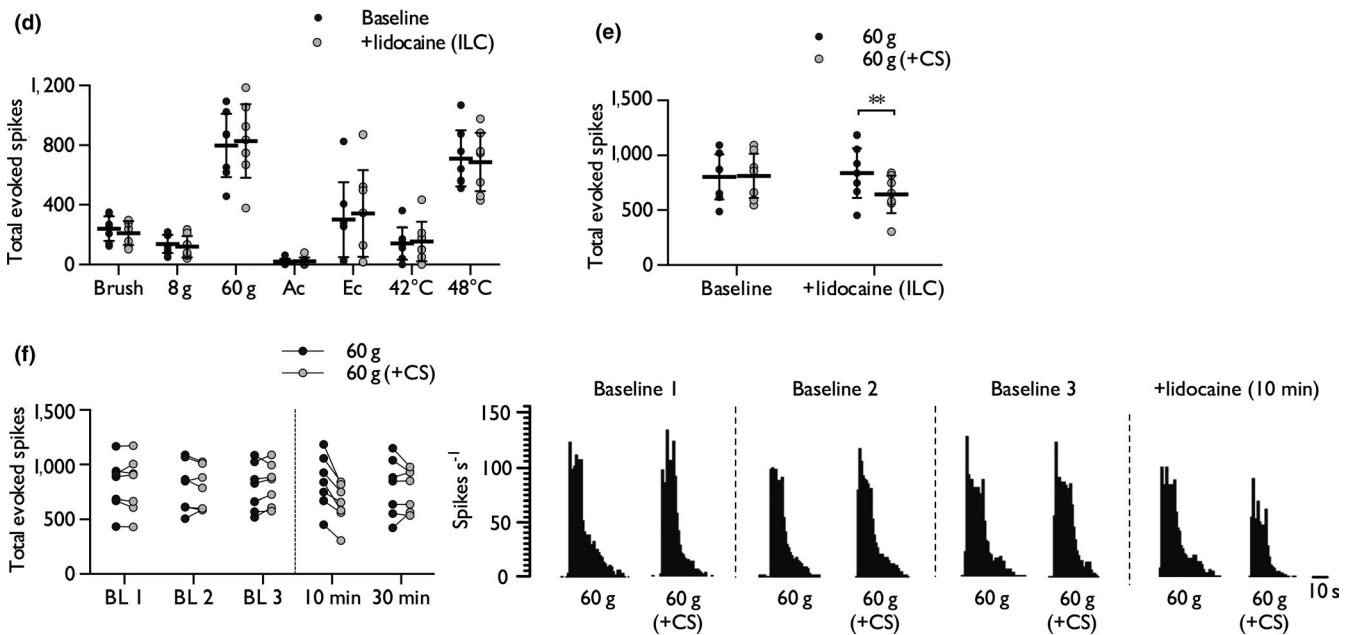 (d)
Baseline
+lidocaine (ILC)
Total evoked spikes
1,200
800
400
0
Brush 8 g 60 g Ac Ec 42°C 48°C
(e)
60 g
60 g (+CS)
Total evoked spikes
1,500
1,000
500
0
**
Baseline +lidocaine (ILC)
(f)
60 g
60 g (+CS)
Total evoked spikes
1,500
1,000
500
0
BL 1 BL 2 BL 3 10 min 30 min
Baseline 1 Baseline 2 Baseline 3 +lidocaine (10 min)
Spikes s⁻¹
150
100
50
0
60 g 60 g 60 g 60 g 60 g 60 g 60 g 60 g 10 s
(+CS) (+CS) (+CS) (+CS)